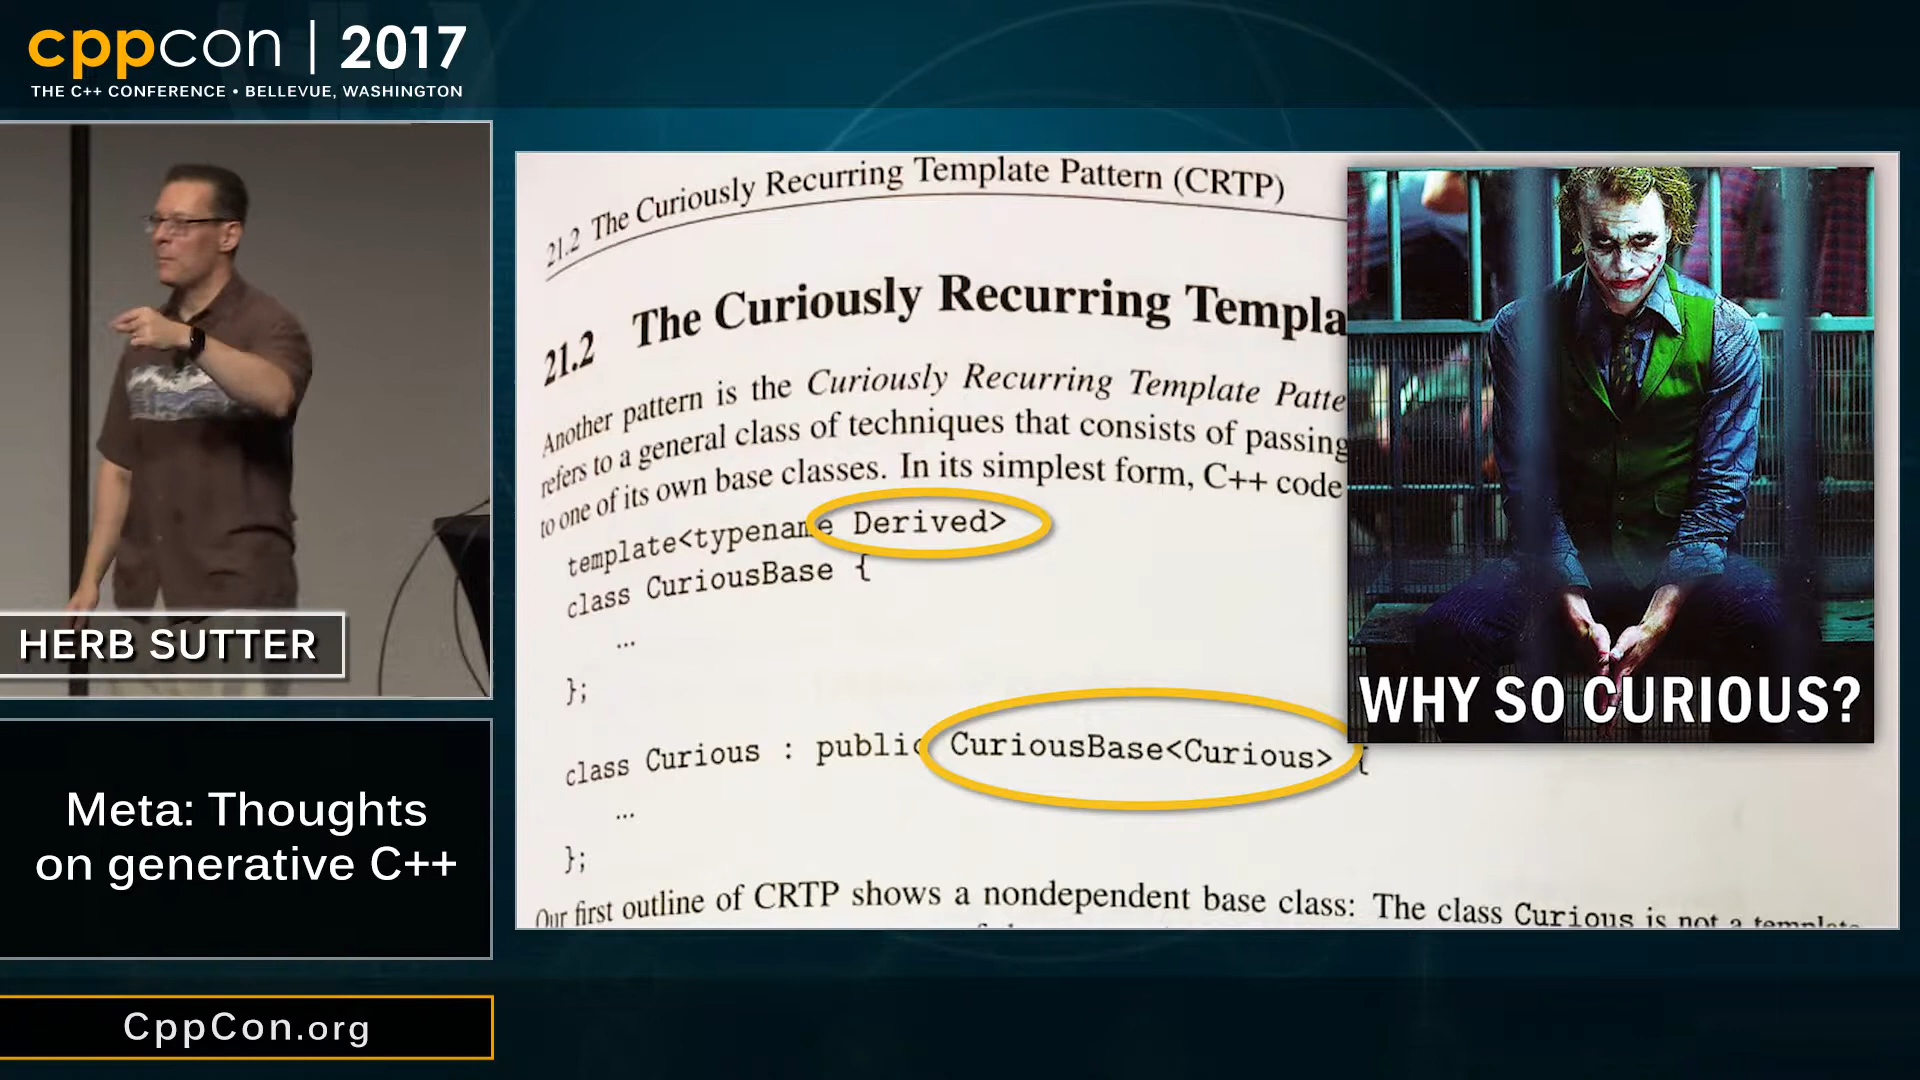 cppcon | 2017
THE C++ CONFERENCE • BELLEVUE, WASHINGTON
HERB SUTTER
Meta: Thoughts
on generative C++
CppCon.org
21.2 The Curiously Recurring Template Pattern (CRTP)
21.2 The Curiously Recurring Templa
Another pattern is the Curiously Recurring Template Patte
refers to a general class of techniques that consists of passing
to one of its own base classes. In its simplest form, C++ code
template<typename Derived>
class CuriousBase {
...
};
class Curious : public CuriousBase<Curious> {
...
};
Our first outline of CRTP shows a nondependent base class: The class Curious is not a template
WHY SO CURIOUS?